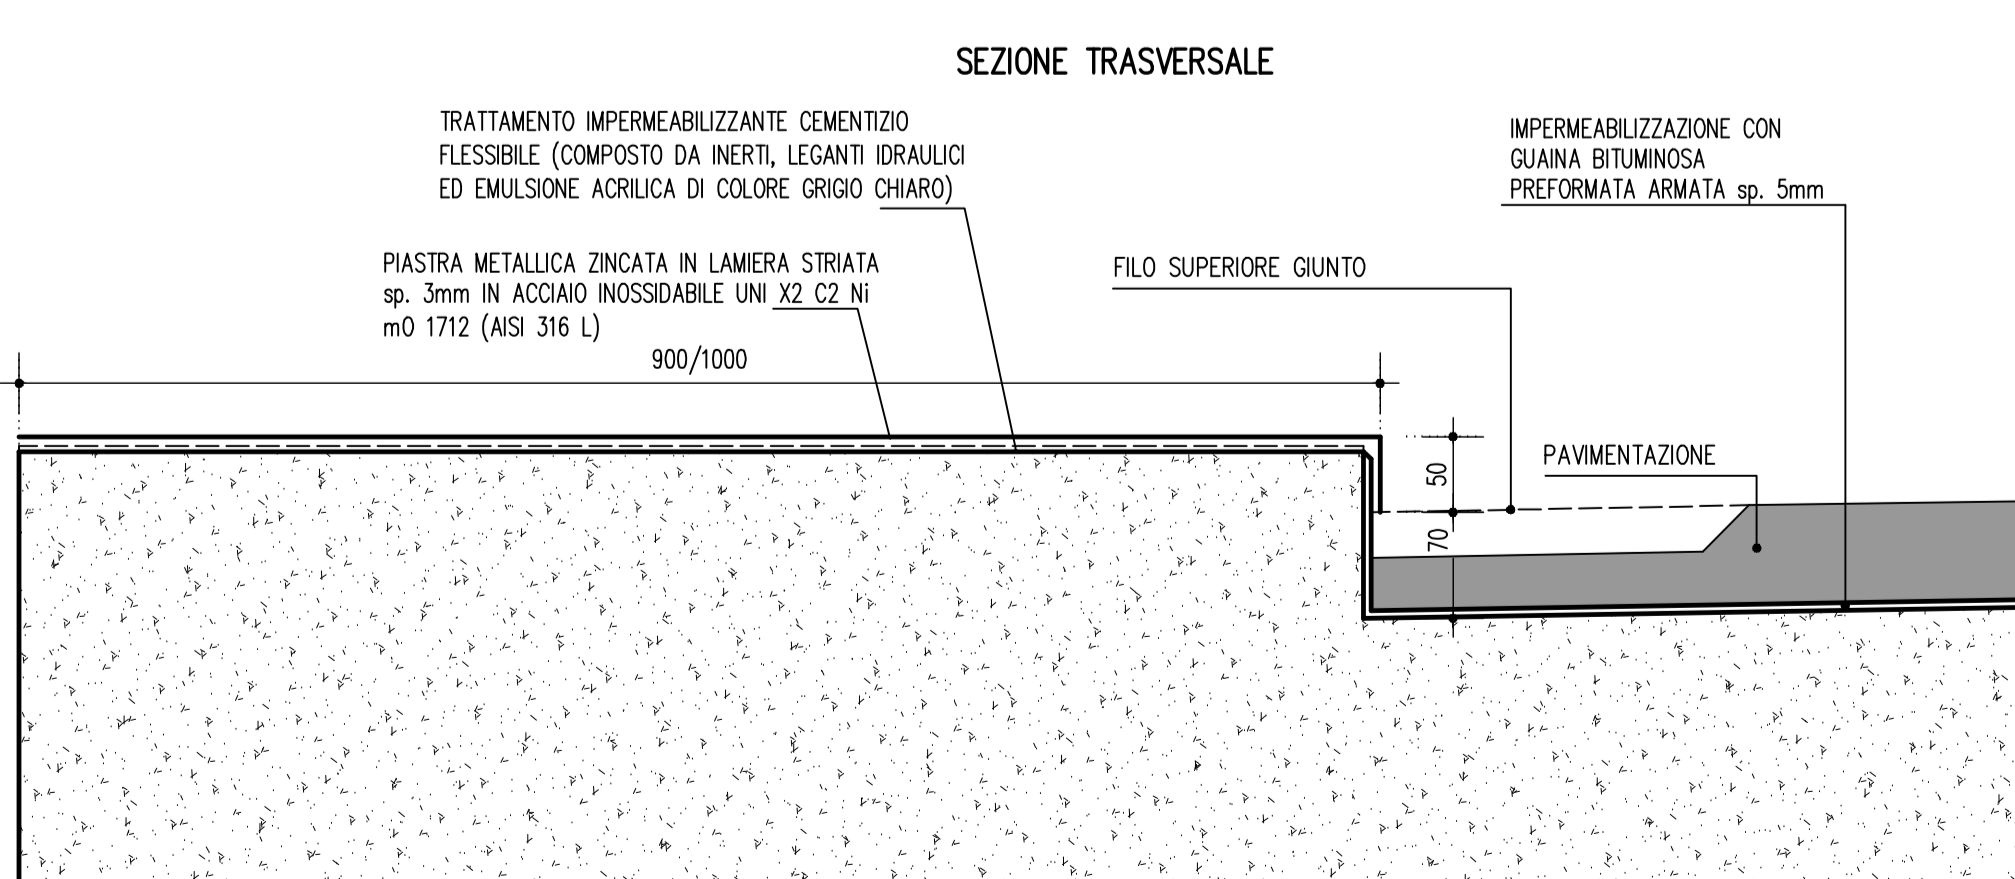 SEZIONE TRASVERSALE
TRATTAMENTO IMPERMEABILIZZANTE CEMENTIZIO
FLESSIBILE (COMPOSTO DA INERTI, LEGANTI IDRAULICI
ED EMULSIONE ACRILICA DI COLORE GRIGIO CHIARO)
IMPERMEABILIZZAZIONE CON
GUAINA BITUMINOSA
PREFORMATA ARMATA sp. 5mm
PIASTRA METALLICA ZINCATA IN LAMIERA STRIATA
sp. 3mm IN ACCIAIO INOSSIDABILE UNI X2 C2 Ni
mO 1712 (AISI 316 L)
FILO SUPERIORE GIUNTO
900/1000
PAVIMENTAZIONE
50
70